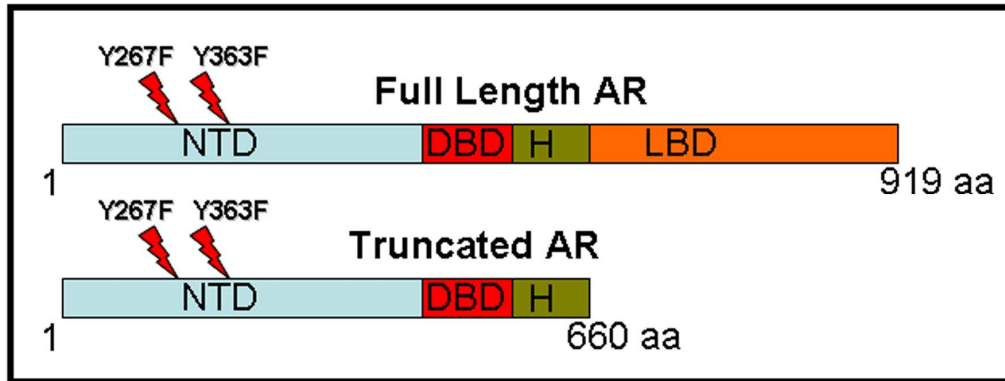 Y267F Y363F
Full Length AR
NTD DBD H LBD
1 919 aa
Y267F Y363F
Truncated AR
NTD DBD H
1 660 aa